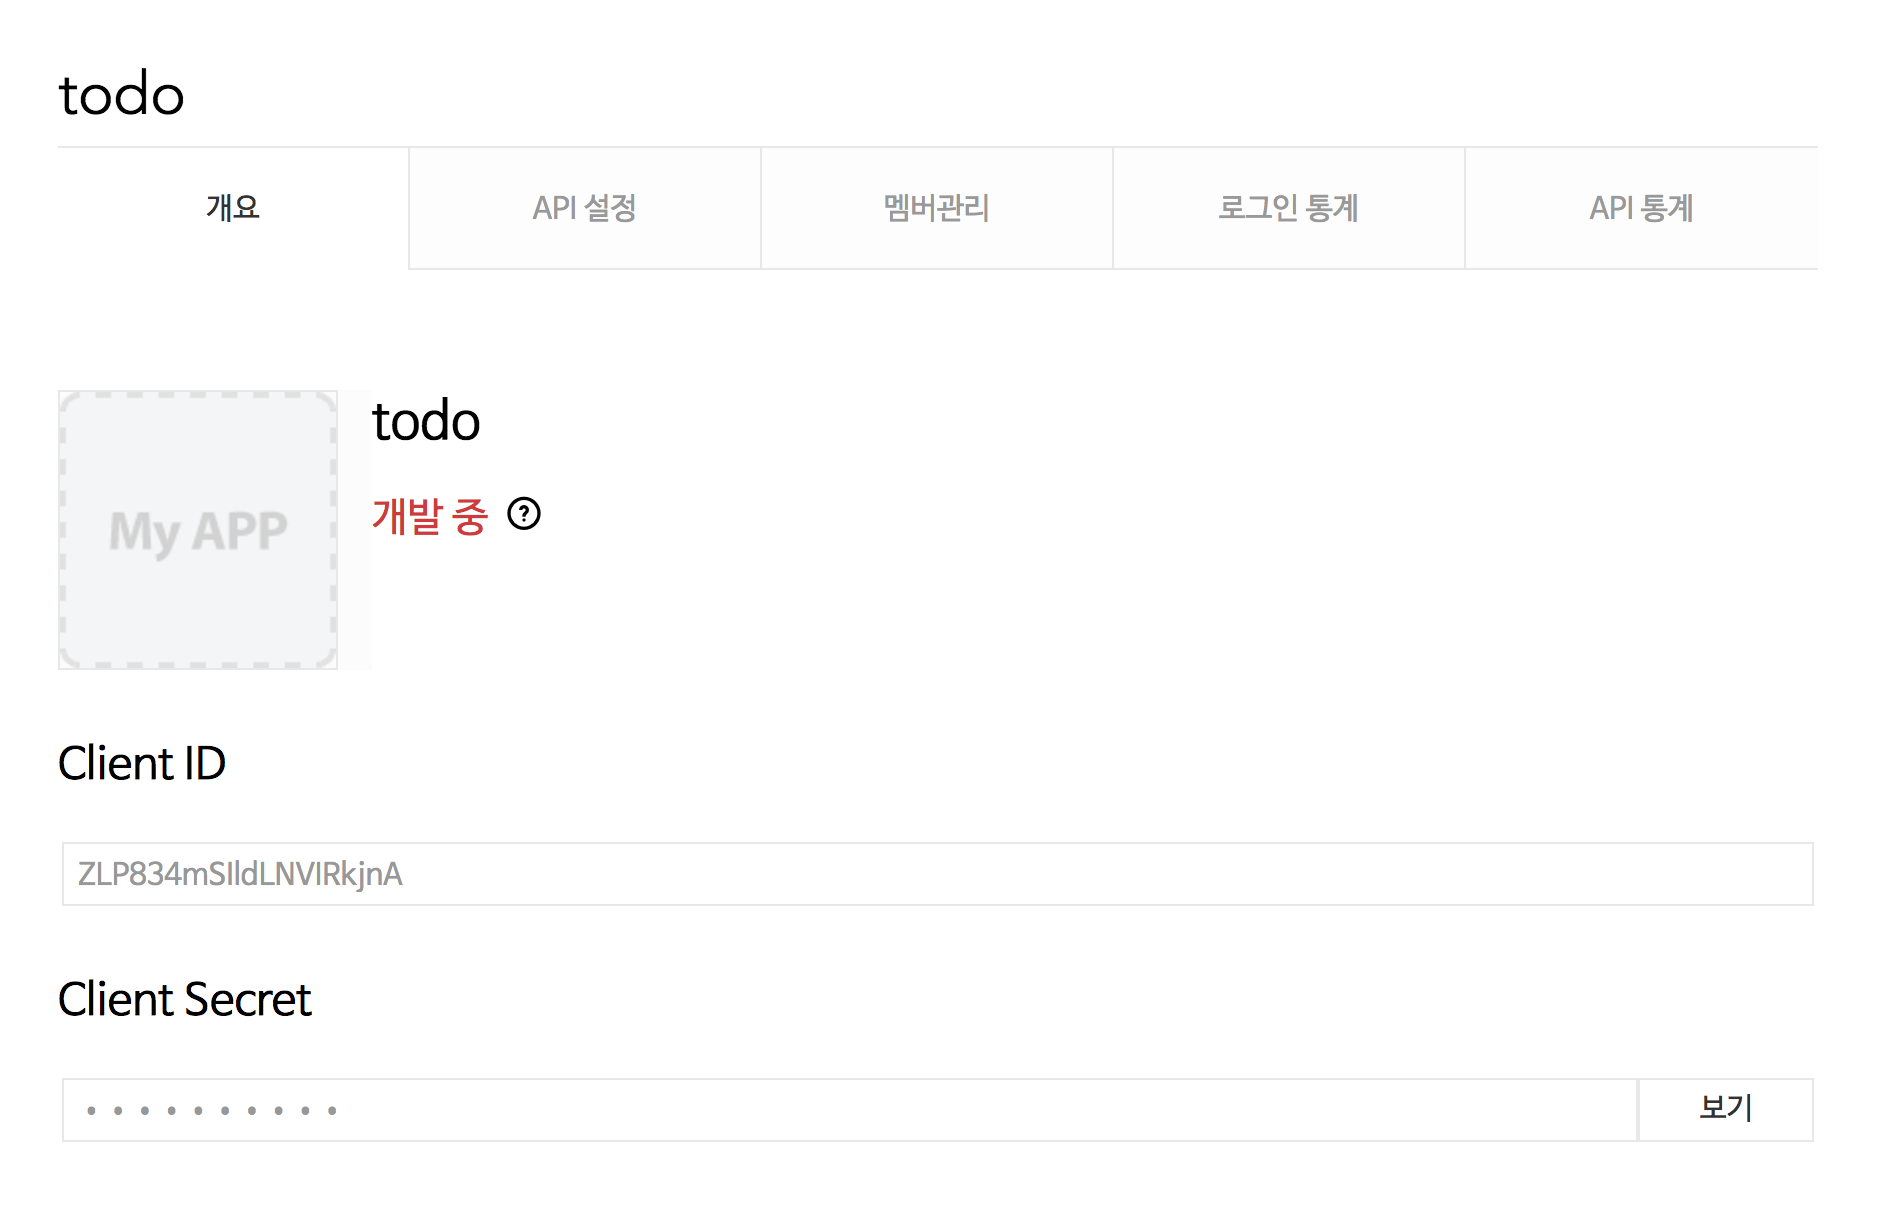 todo
개요 API 설정 멤버관리 로그인 통계 API 통계
My APP
todo
개발 중 ?
Client ID
ZLP834mSlldLNVIRkjnA
Client Secret
• • • • • • • • • •
보기